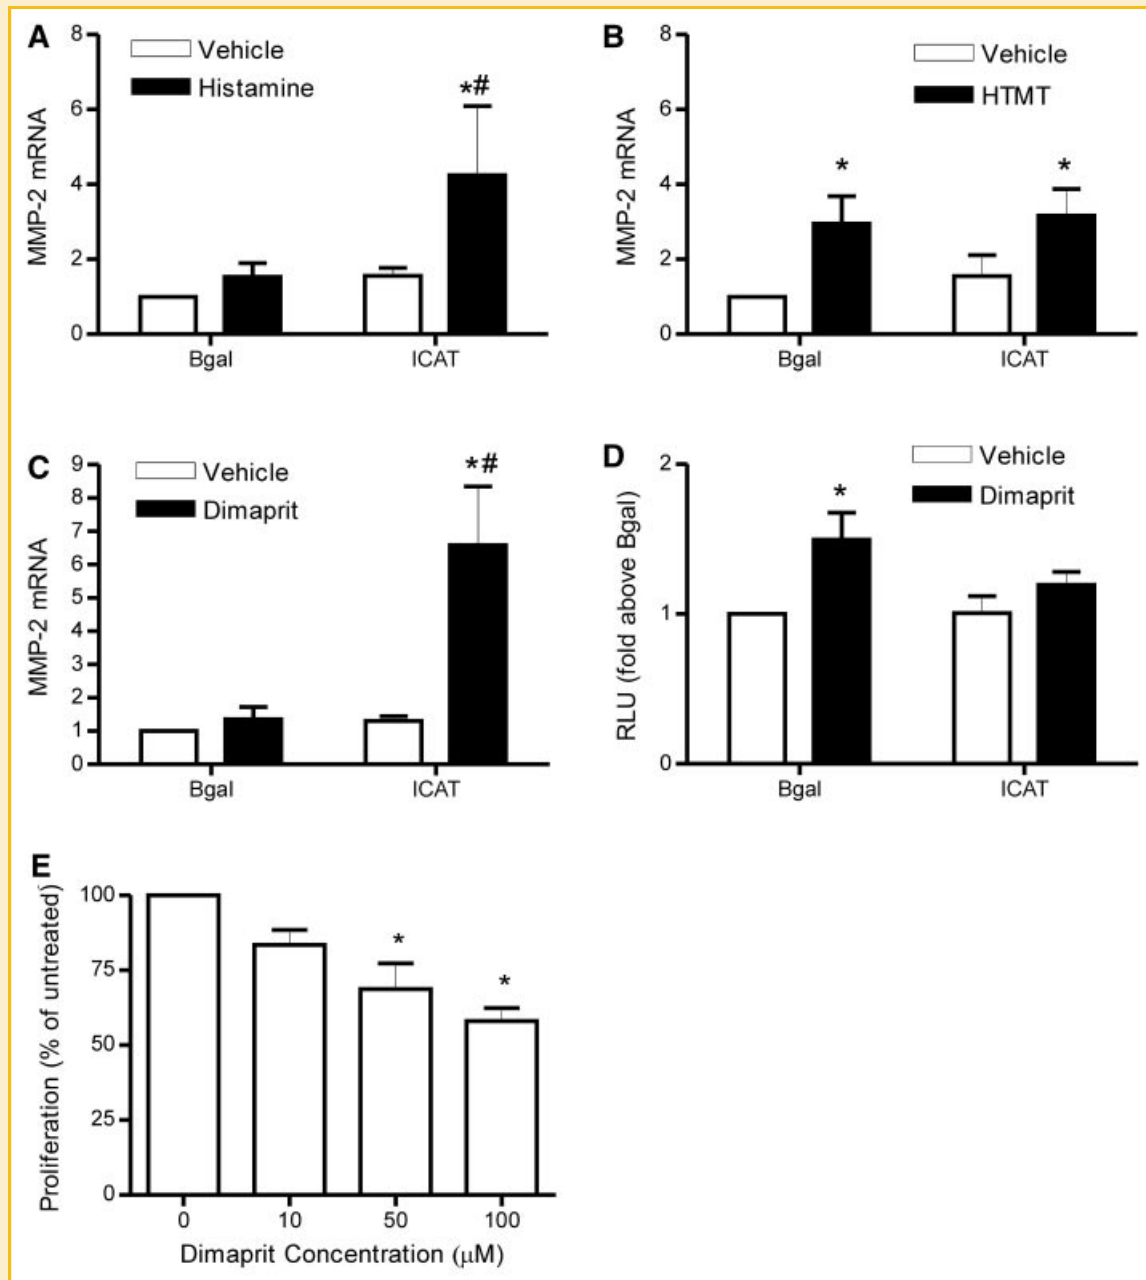 A
Vehicle
Histamine
MMP-2 mRNA
8
6
4
2
0
*#
Bgal
ICAT
B
Vehicle
HTMT
MMP-2 mRNA
8
6
4
2
0
*
*
Bgal
ICAT
C
Vehicle
Dimaprit
MMP-2 mRNA
9
8
7
6
5
4
3
2
1
0
*#
Bgal
ICAT
D
Vehicle
Dimaprit
RLU (fold above Bgal)
2
1
0
*
Bgal
ICAT
E
Proliferation (% of untreated)
100
75
50
25
0
*
*
0 10 50 100
Dimaprit Concentration (μM)